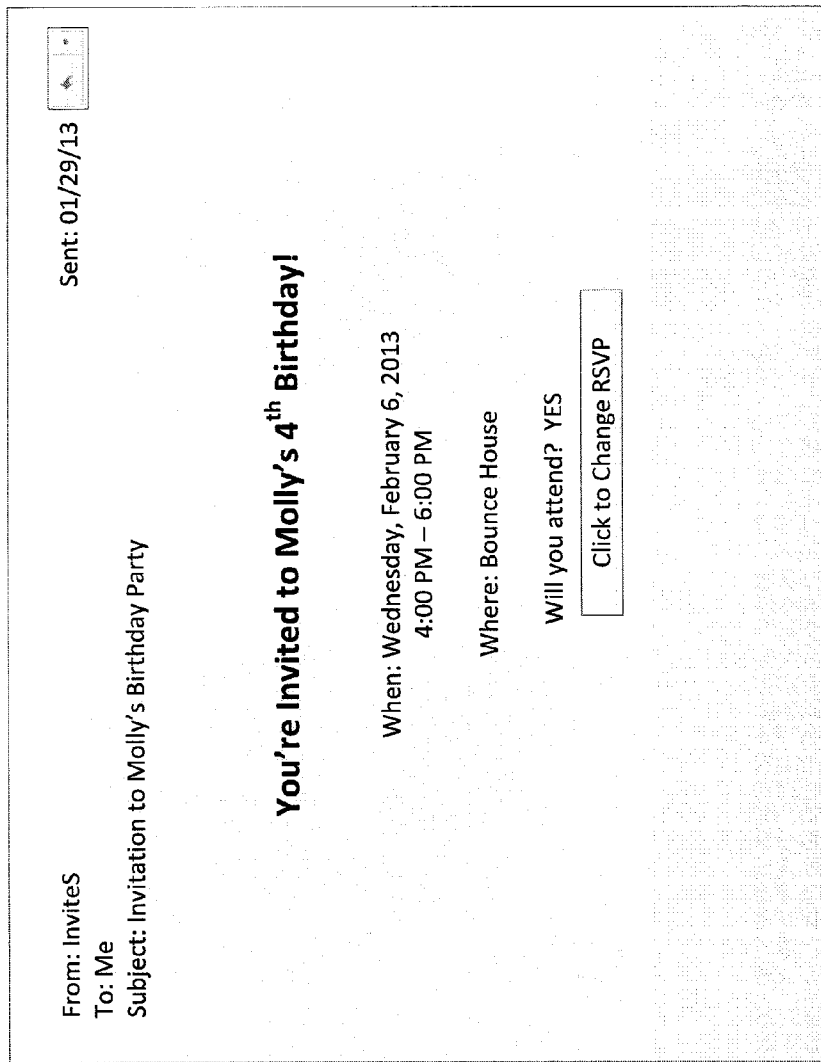 From: InviteS
Sent: 01/29/13
To: Me
Subject: Invitation to Molly's Birthday Party
You're Invited to Molly's 4th Birthday!
When: Wednesday, February 6, 2013
4:00 PM – 6:00 PM
Where: Bounce House
Will you attend? YES
Click to Change RSVP